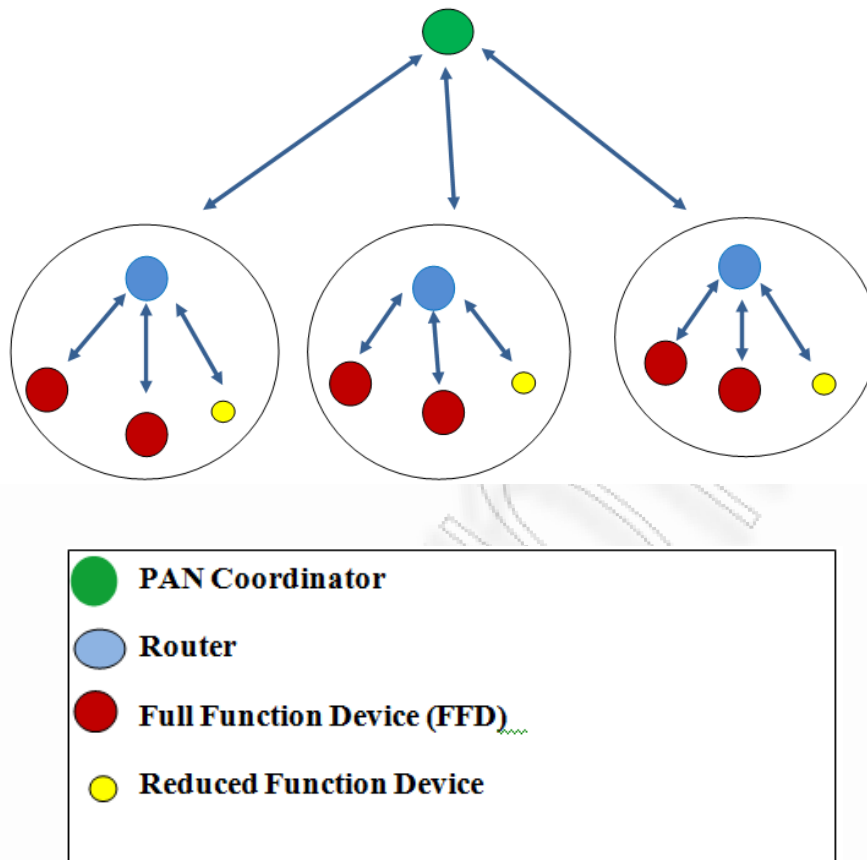 PAN Coordinator
Router
Full Function Device (FFD)
Reduced Function Device